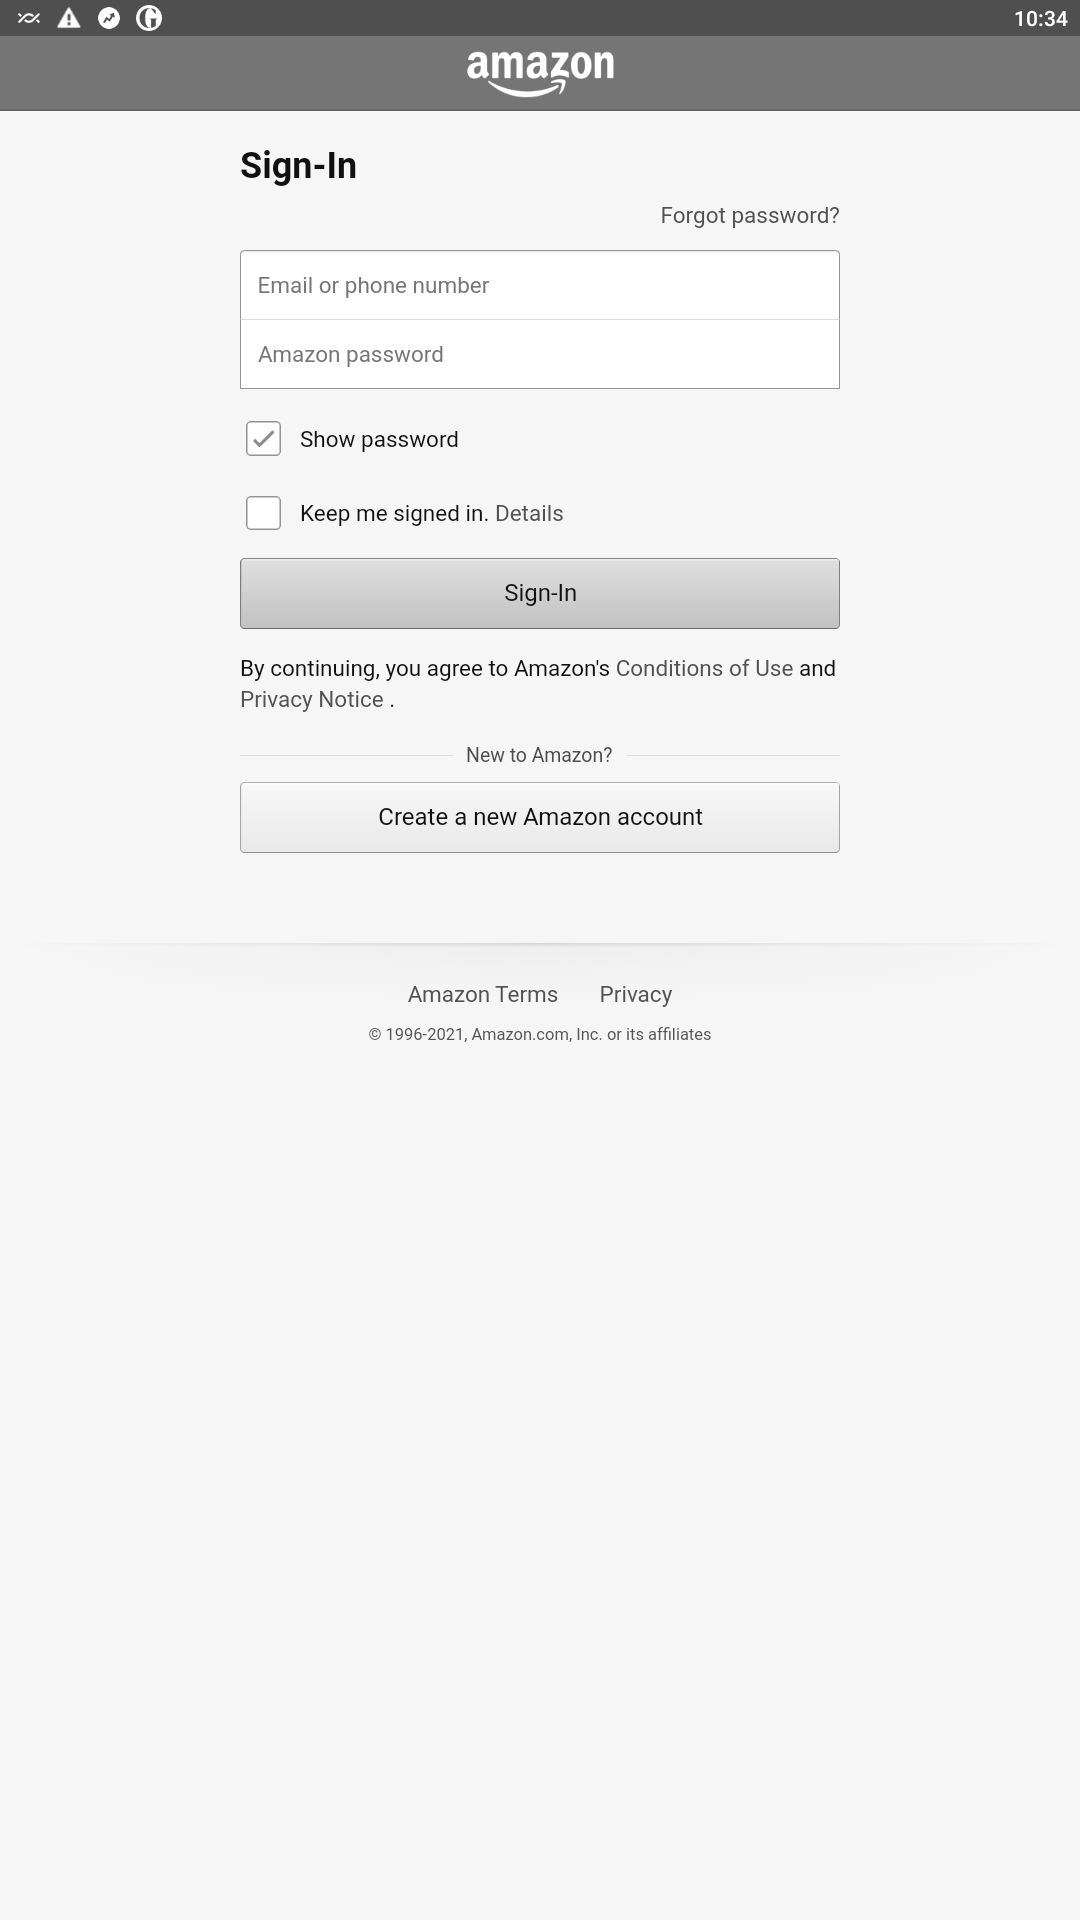 10:34
amazon
Sign-In
Forgot password?
Email or phone number
Amazon password
Show password
Keep me signed in. Details
Sign-In
By continuing, you agree to Amazon's Conditions of Use and
Privacy Notice .
New to Amazon?
Create a new Amazon account
Amazon Terms Privacy
© 1996-2021, Amazon.com, Inc. or its affiliates